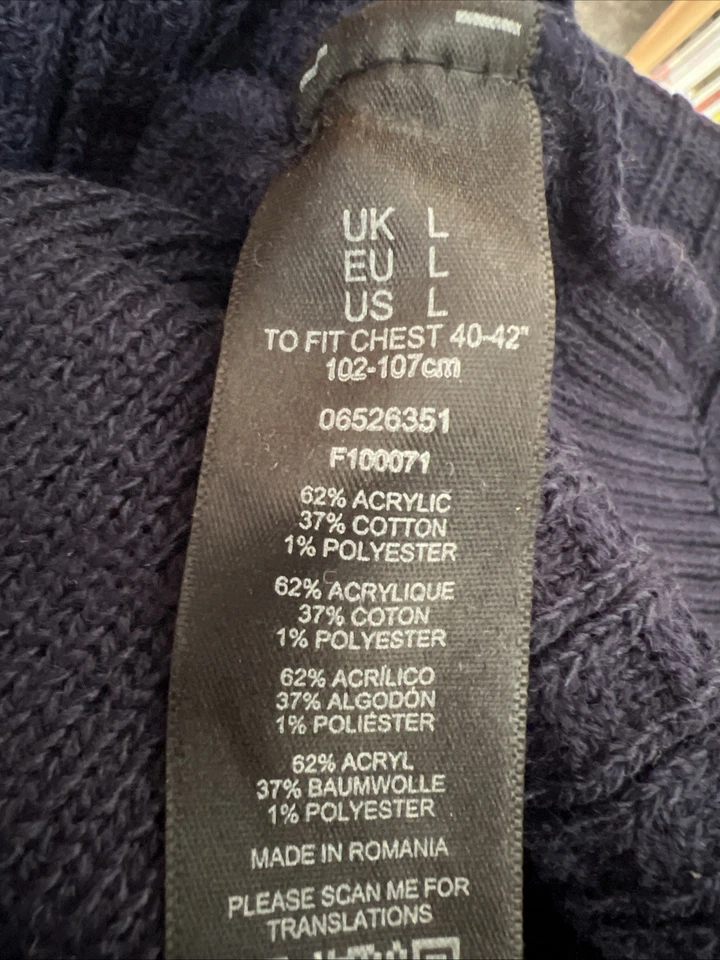 UK L
EU L
US L
TO FIT CHEST 40-42"
102-107cm
06526351
F100071
62% ACRYLIC
37% COTTON
1% POLYESTER
62% ACRYLIQUE
37% COTON
1% POLYESTER
62% ACRÍLICO
37% ALGODÓN
1% POLIÉSTER
62% ACRYL
37% BAUMWOLLE
1% POLYESTER
MADE IN ROMANIA
PLEASE SCAN ME FOR
TRANSLATIONS